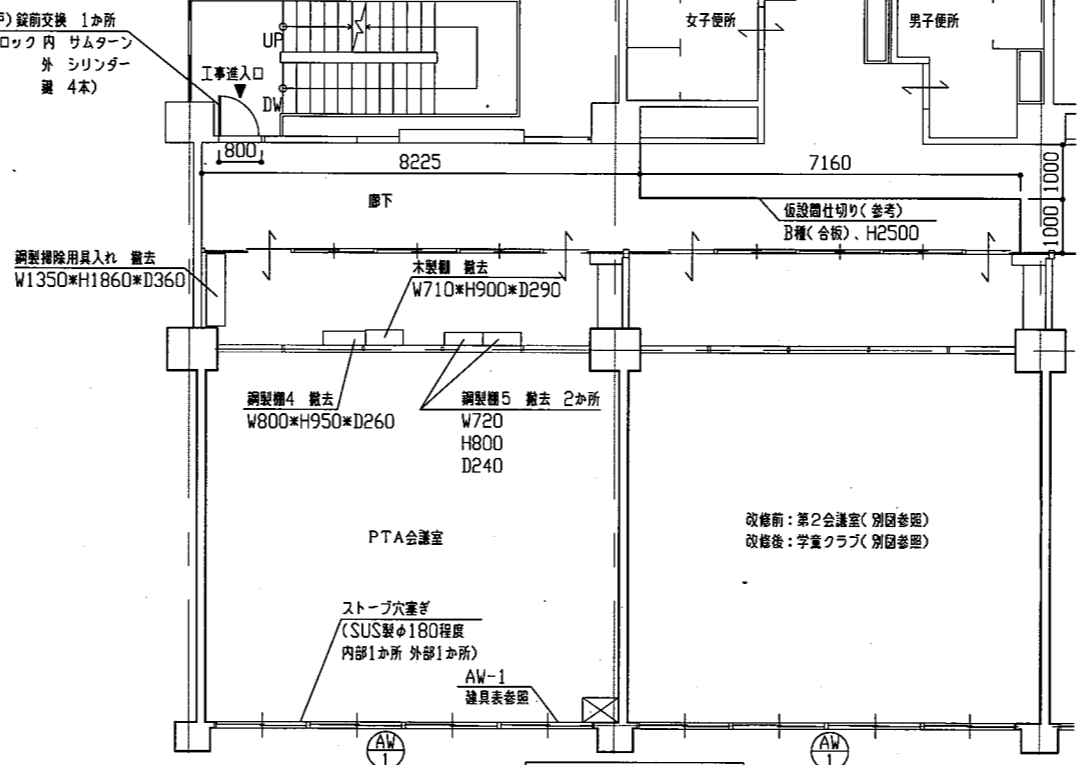 戸) 錠前交換 1か所
ロック 内 サムターン
外 シリンダー
鍵 4本)
工事進入口
UP
DW
女子便所
男子便所
800
8225
7160
1000
1000
廊下
仮設間仕切り(参考)
B種(合板)、H2500
鋼製掃除用具入れ 撤去
W1350*H1860*D360
木製棚 撤去
W710*H900*D290
鋼製棚4 撤去
W800*H950*D260
鋼製棚5 撤去 2か所
W720
H800
D240
PTA会議室
改修前:第2会議室(別図参照)
改修後:学童クラブ(別図参照)
ストーブ穴塞ぎ
(SUS製φ180程度
内部1か所 外部1か所)
AW-1
建具表参照
AW
1
AW
1